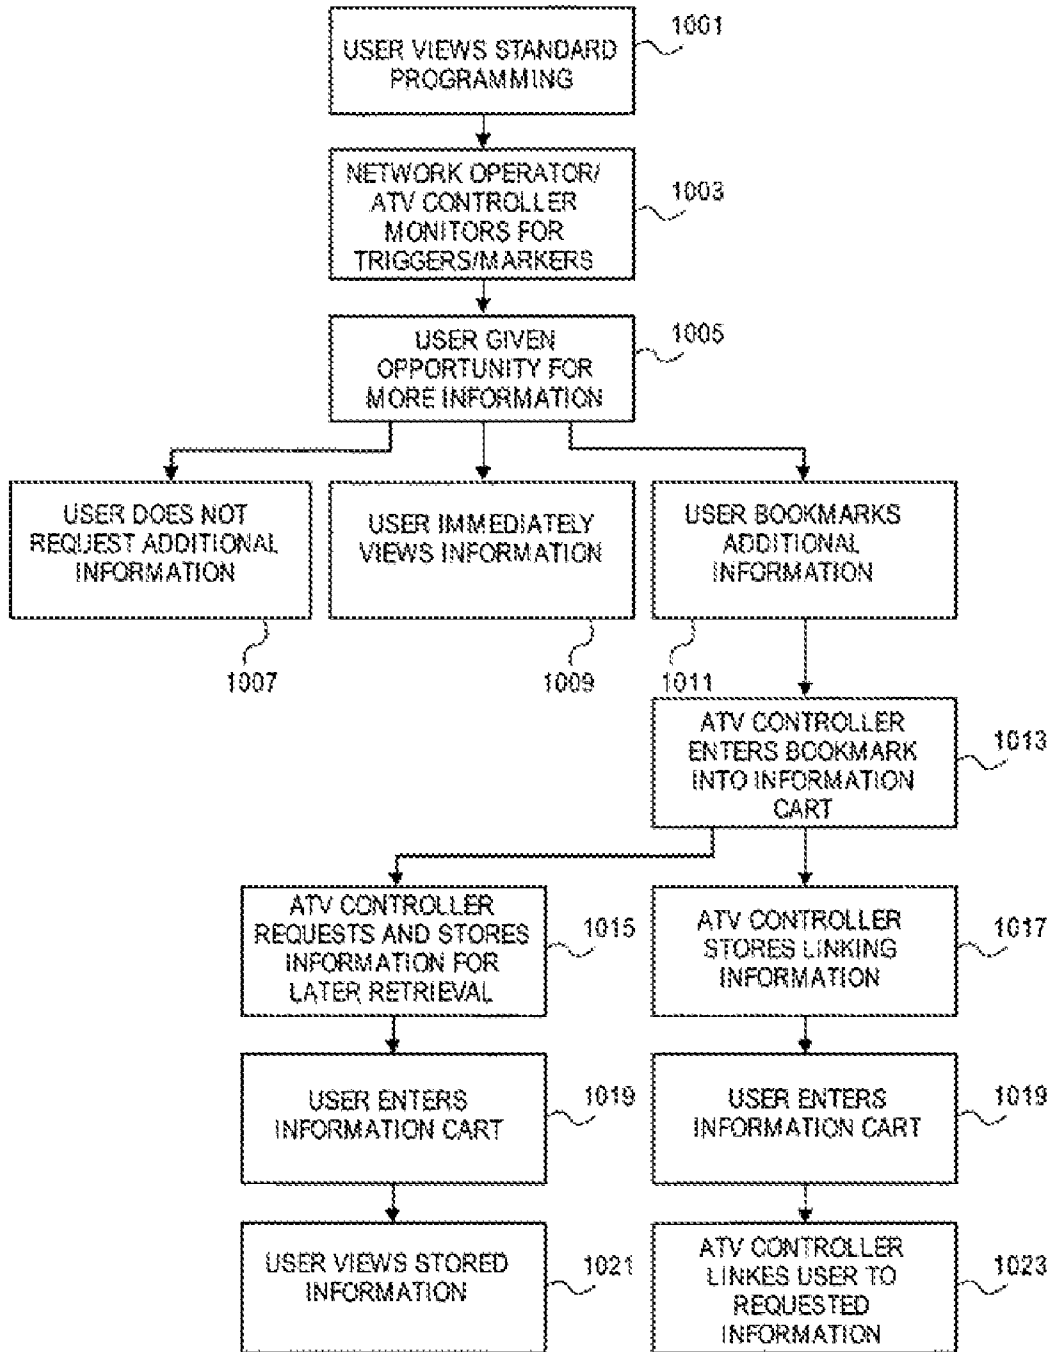 USER VIEWS STANDARD
PROGRAMMING
1001
NETWORK OPERATOR/
ATV CONTROLLER
MONITORS FOR
TRIGGERS/MARKERS
1003
USER GIVEN
OPPORTUNITY FOR
MORE INFORMATION
1005
USER DOES NOT
REQUEST ADDITIONAL
INFORMATION
1007
USER IMMEDIATELY
VIEWS INFORMATION
1009
USER BOOKMARKS
ADDITIONAL
INFORMATION
1011
ATV CONTROLLER
ENTERS BOOKMARK
INTO INFORMATION
CART
1013
ATV CONTROLLER
REQUESTS AND STORES
INFORMATION FOR
LATER RETRIEVAL
1015
ATV CONTROLLER
STORES LINKING
INFORMATION
1017
USER ENTERS
INFORMATION CART
1019
USER ENTERS
INFORMATION CART
1019
USER VIEWS STORED
INFORMATION
1021
ATV CONTROLLER
LINKES USER TO
REQUESTED
INFORMATION
1023